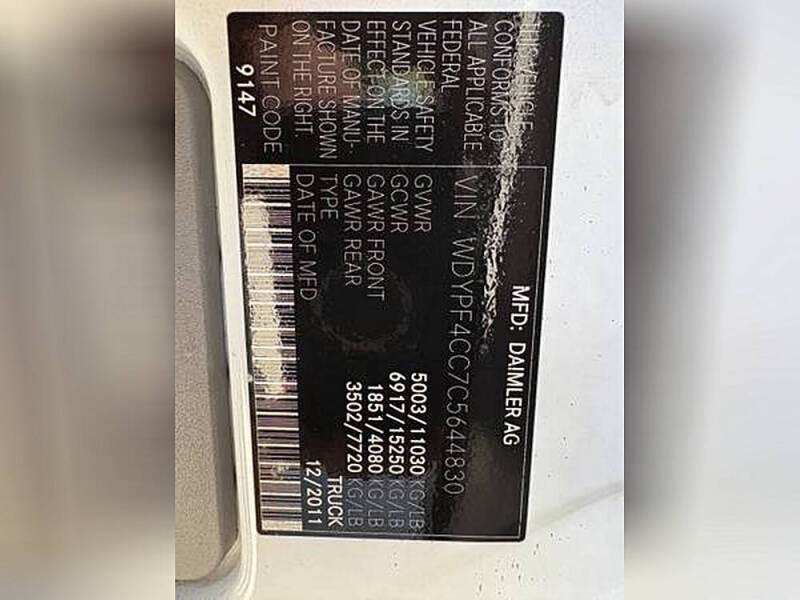 MFD: DAIMLER AG
THIS VEHICLE
CONFORMS TO
ALL APPLICABLE
FEDERAL
VEHICLE SAFETY
STANDARDS IN
EFFECT ON THE
DATE OF MANU-
FACTURE SHOWN
ON THE RIGHT.
PAINT CODE
9147
VIN WDYPF4CC7C5644830
GVWR 5003/11030 KG/LB
GCWR 6917/15250 KG/LB
GAWR FRONT 1851/4080 KG/LB
GAWR REAR 3502/7720 KG/LB
TYPE TRUCK
DATE OF MFD 12/2011